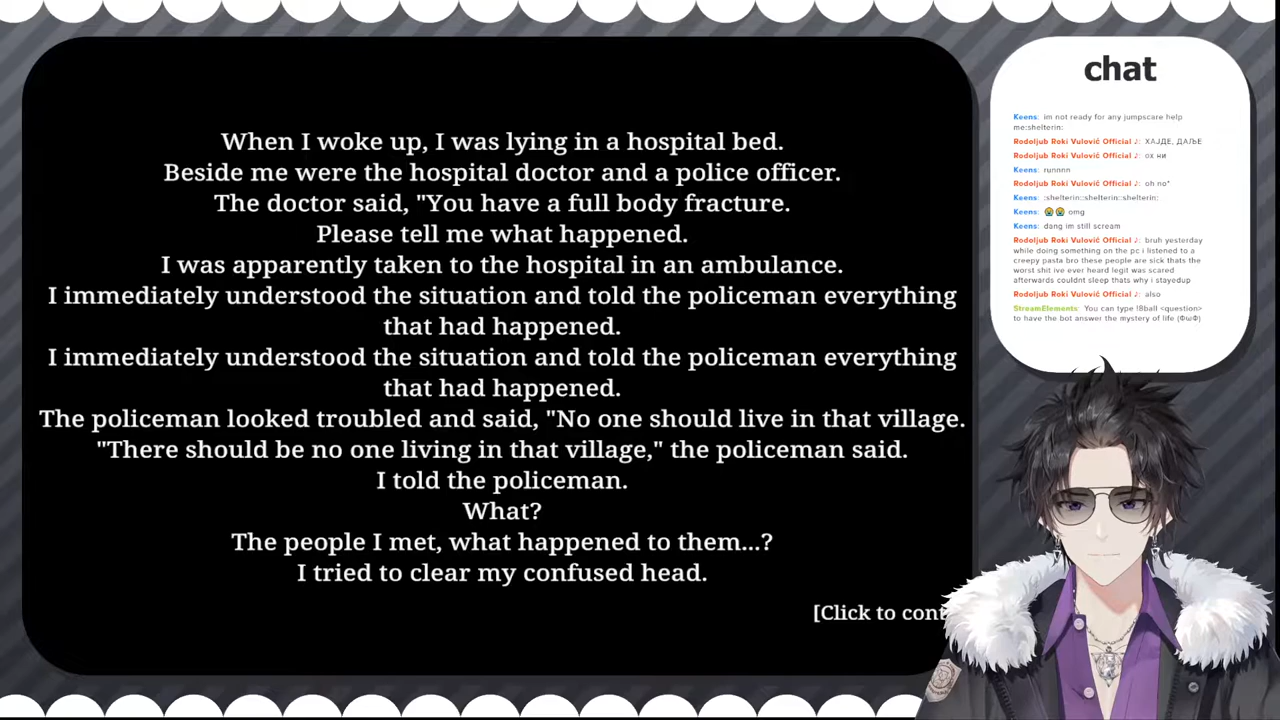 When I woke up, I was lying in a hospital bed.
Beside me were the hospital doctor and a police officer.
The doctor said, "You have a full body fracture.
Please tell me what happened.
I was apparently taken to the hospital in an ambulance.
I immediately understood the situation and told the policeman everything
that had happened.
I immediately understood the situation and told the policeman everything
that had happened.
The policeman looked troubled and said, "No one should live in that village.
"There should be no one living in that village," the policeman said.
I told the policeman.
What?
The people I met, what happened to them...?
I tried to clear my confused head.
[Click to cont
chat
Keens: im not ready for any jumpscare help
me:shelterin:
Rodoljub Roki Vulović Official ♪: ХАЈДЕ, ДАЉЕ
Rodoljub Roki Vulović Official ♪: ох ни
Keens: runnnn
Rodoljub Roki Vulović Official ♪: oh no*
Keens: :shelterin::shelterin::shelterin:
Keens: 😭😭 omg
Keens: dang im still scream
Rodoljub Roki Vulović Official ♪: bruh yesterday
while doing something on the pc i listened to a
creepy pasta bro these people are sick thats the
worst shit ive ever heard legit was scared
afterwards couldnt sleep thats why i stayedup
Rodoljub Roki Vulović Official ♪: also
StreamElements: You can type !8ball <question>
to have the bot answer the mystery of life (ΦωΦ)